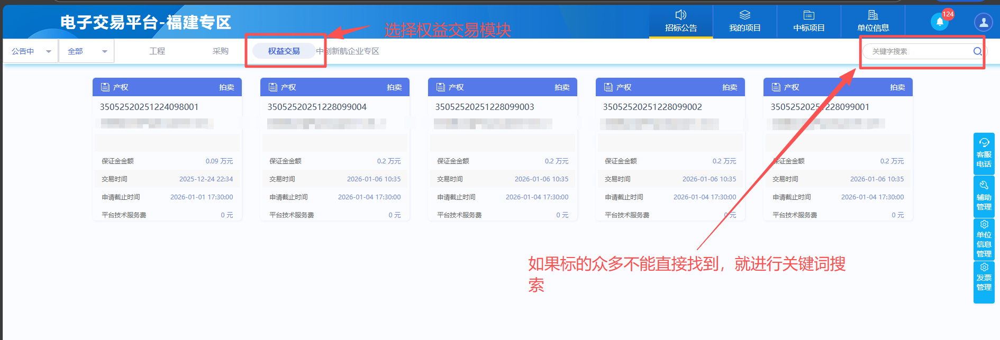 电子交易平台-福建专区
选择权益交易模块
招标公告
我的项目
中标项目
单位信息
124
公告中
全部
工程
采购
权益交易
中创新航企业专区
关键字搜索
产权 拍卖
35052520251224098001
保证金金额 0.09 万元
交易时间 2025-12-24 22:34
申请截止时间 2026-01-01 17:30:00
平台技术服务费 0 元
产权 拍卖
35052520251228099004
保证金金额 0.2 万元
交易时间 2026-01-06 10:35
申请截止时间 2026-01-04 17:30:00
平台技术服务费 0 元
产权 拍卖
35052520251228099003
保证金金额 0.2 万元
交易时间 2026-01-06 10:35
申请截止时间 2026-01-04 17:30:00
平台技术服务费 0 元
产权 拍卖
35052520251228099002
保证金金额 0.2 万元
交易时间 2026-01-06 10:35
申请截止时间 2026-01-04 17:30:00
平台技术服务费 0 元
产权 拍卖
35052520251228099001
保证金金额 0.2 万元
交易时间 2026-01-06 10:35
申请截止时间 2026-01-04 17:30:00
平台技术服务费 0 元
如果标的众多不能直接找到，就进行关键词搜
索
客服
电话
辅助
管理
单位
信息
管理
发票
管理